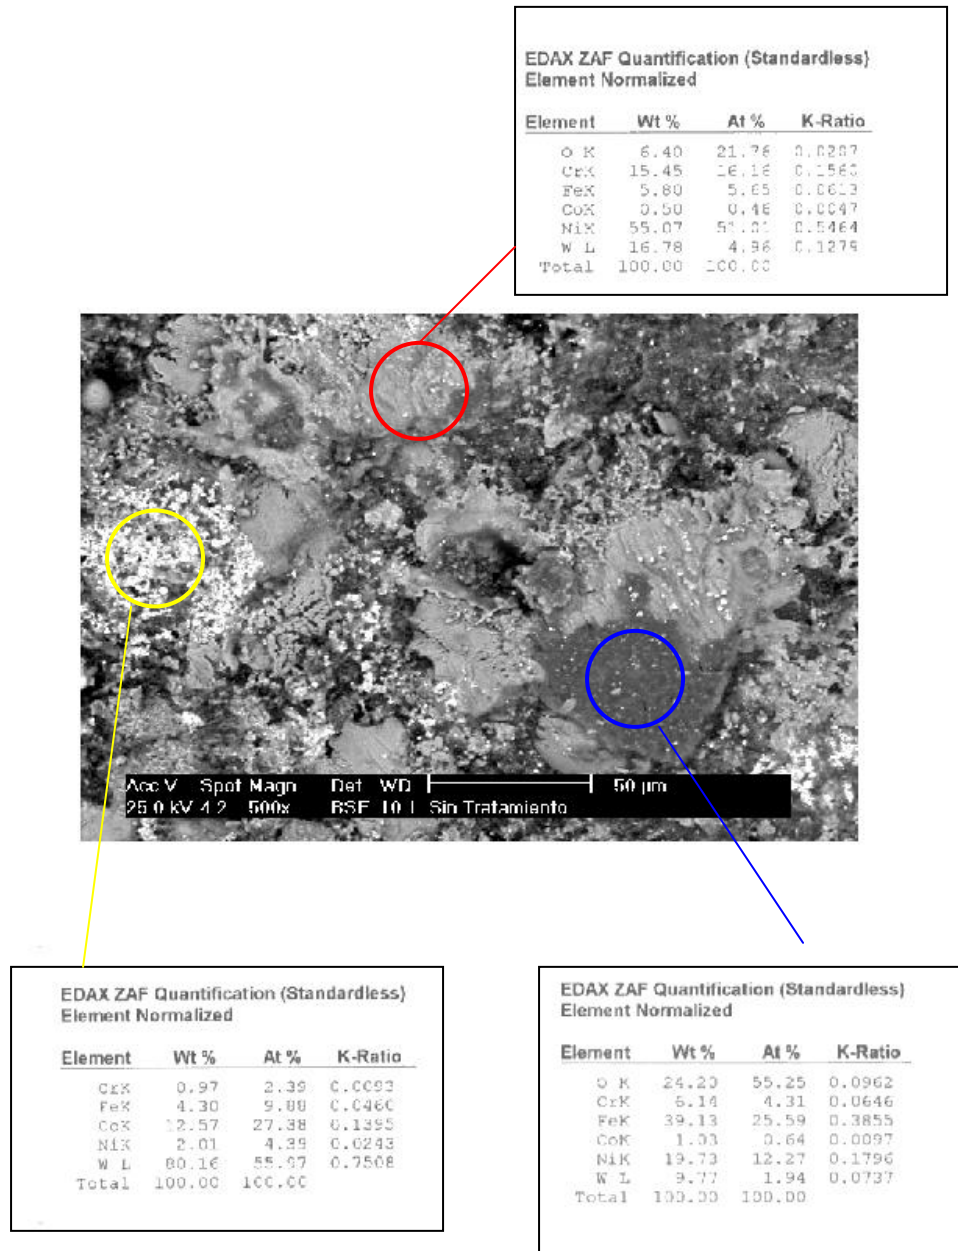 EDAX ZAF Quantification (Standardless)
Element Normalized
Element Wt % At % K-Ratio
O K 6.40 21.76 0.0207
CrK 15.45 16.16 0.1560
FeK 5.80 5.65 0.0613
CoK 0.50 0.46 0.0047
NiK 55.07 51.01 0.5464
W L 16.78 4.96 0.1279
Total 100.00 100.00
Acc.V Spot Magn Det WD 50 µm
25.0 kV 4.2 500x BSE 10.1 Sin Tratamiento
EDAX ZAF Quantification (Standardless)
Element Normalized
Element Wt % At % K-Ratio
CrK 0.97 2.39 0.0093
FeK 4.30 9.88 0.0460
CoK 12.57 27.38 0.1395
NiK 2.01 4.39 0.0243
W L 80.16 55.97 0.7508
Total 100.00 100.00
EDAX ZAF Quantification (Standardless)
Element Normalized
Element Wt % At % K-Ratio
O K 24.20 55.25 0.0962
CrK 6.14 4.31 0.0646
FeK 39.13 25.59 0.3855
CoK 1.03 0.64 0.0097
NiK 19.73 12.27 0.1796
W L 9.77 1.94 0.0737
Total 100.00 100.00